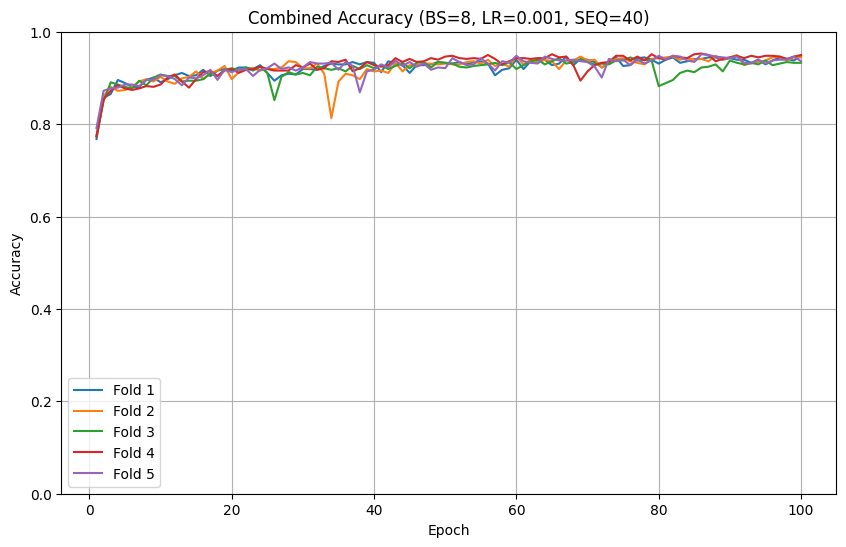 Combined Accuracy (BS=8, LR=0.001, SEQ=40)
1.0
0.8
0.6
0.4
0.2
0.0
Accuracy
Fold 1
Fold 2
Fold 3
Fold 4
Fold 5
0 20 40 60 80 100
Epoch